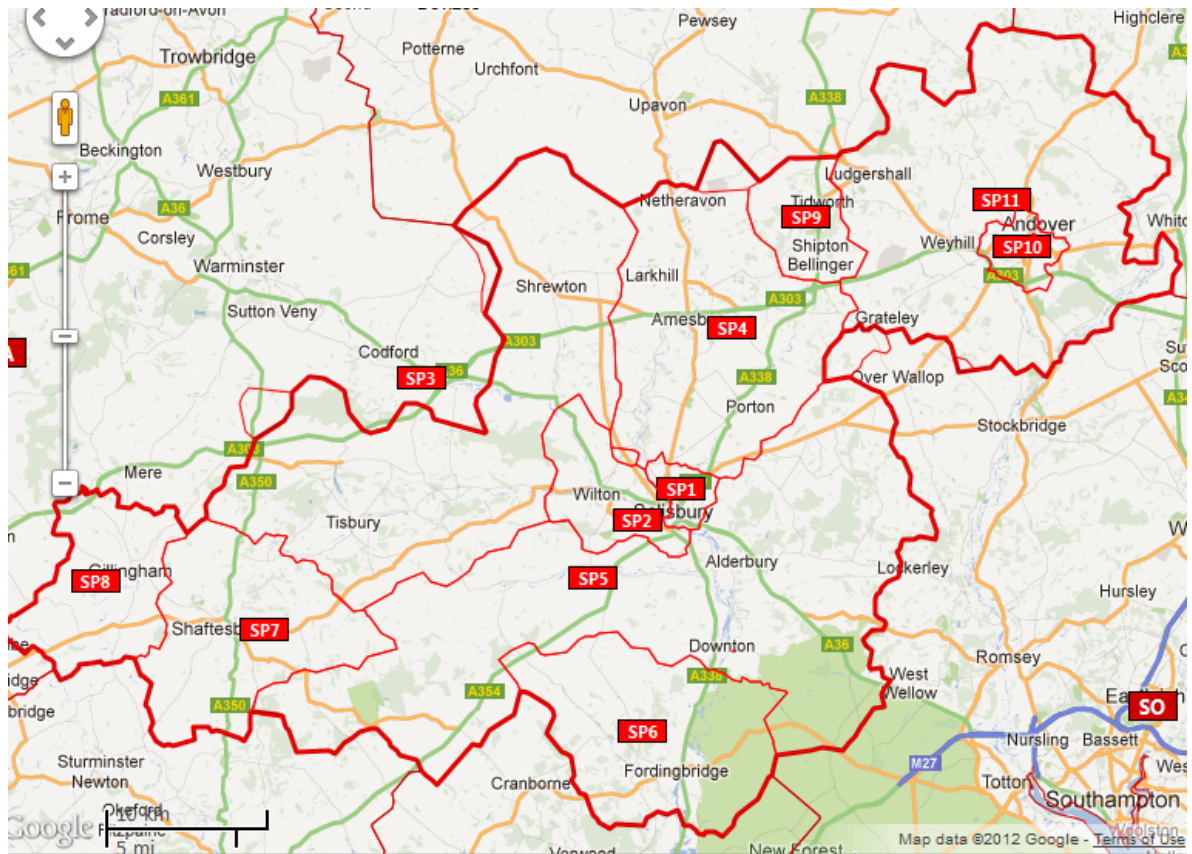 Pewsey
Highclere
Trowbridge
Potterne
Urchfont
A361
A338
Upavon
Beckington
Westbury
Ludgershall
Netheravon
Tidworth
SP11
Frome
A36
SP9
Andover
Corsley
Weyhill
SP10
Shipton
Bellinger
Warminster
Larkhill
A303
Shrewton
A303
Sutton Veny
SP4
Grateley
A303
Codford
SP3
A338
Over Wallop
Porton
Stockbridge
A303
Mere
A350
Wilton
SP1
Tisbury
SP2
Salisbury
Alderbury
Lockerley
SP8
Gillingham
SP5
Hursley
SP7
Downton
A36
Romsey
West
Wellow
A338
A354
A350
SO
SP6
Nursling
Bassett
Sturminster
Newton
Cranborne
Fordingbridge
M27
Totton
Southampton
10 km
5 mi
Google
Map data ©2012 Google - Terms of Use
New Forest